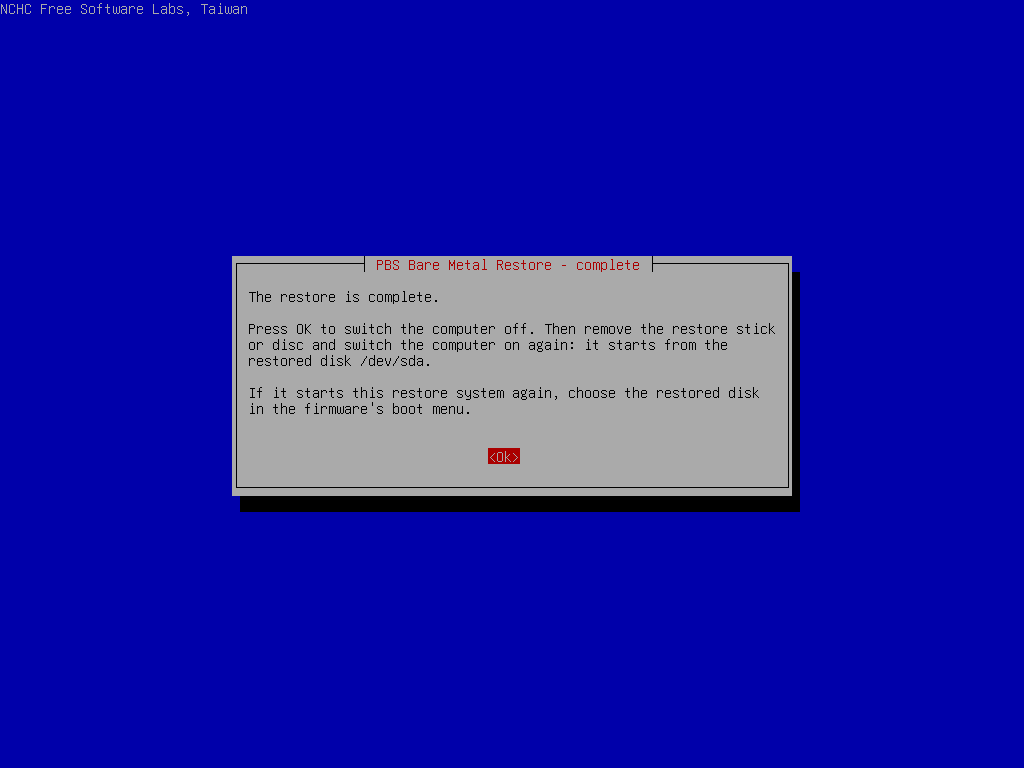 NCHC Free Software Labs, Taiwan
PBS Bare Metal Restore - complete
The restore is complete.
Press OK to switch the computer off. Then remove the restore stick
or disc and switch the computer on again: it starts from the
restored disk /dev/sda.
If it starts this restore system again, choose the restored disk
in the firmware's boot menu.
<Ok>